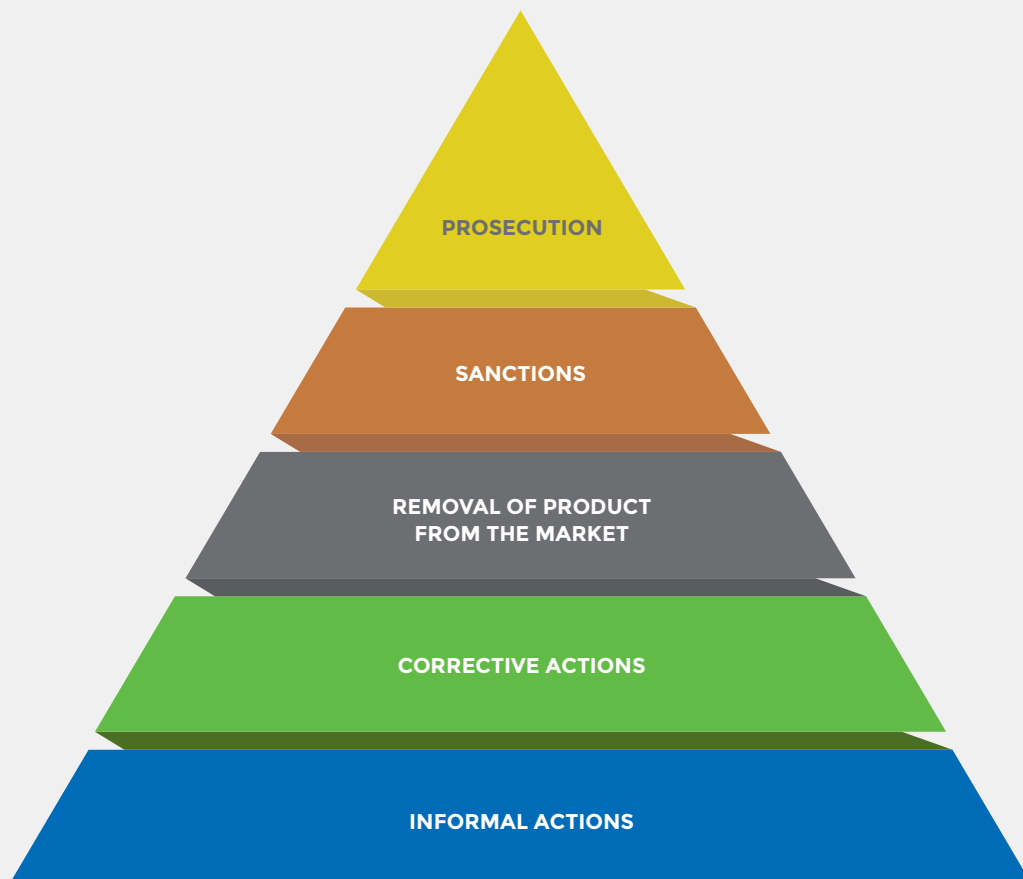 PROSECUTION
SANCTIONS
REMOVAL OF PRODUCT
FROM THE MARKET
CORRECTIVE ACTIONS
INFORMAL ACTIONS